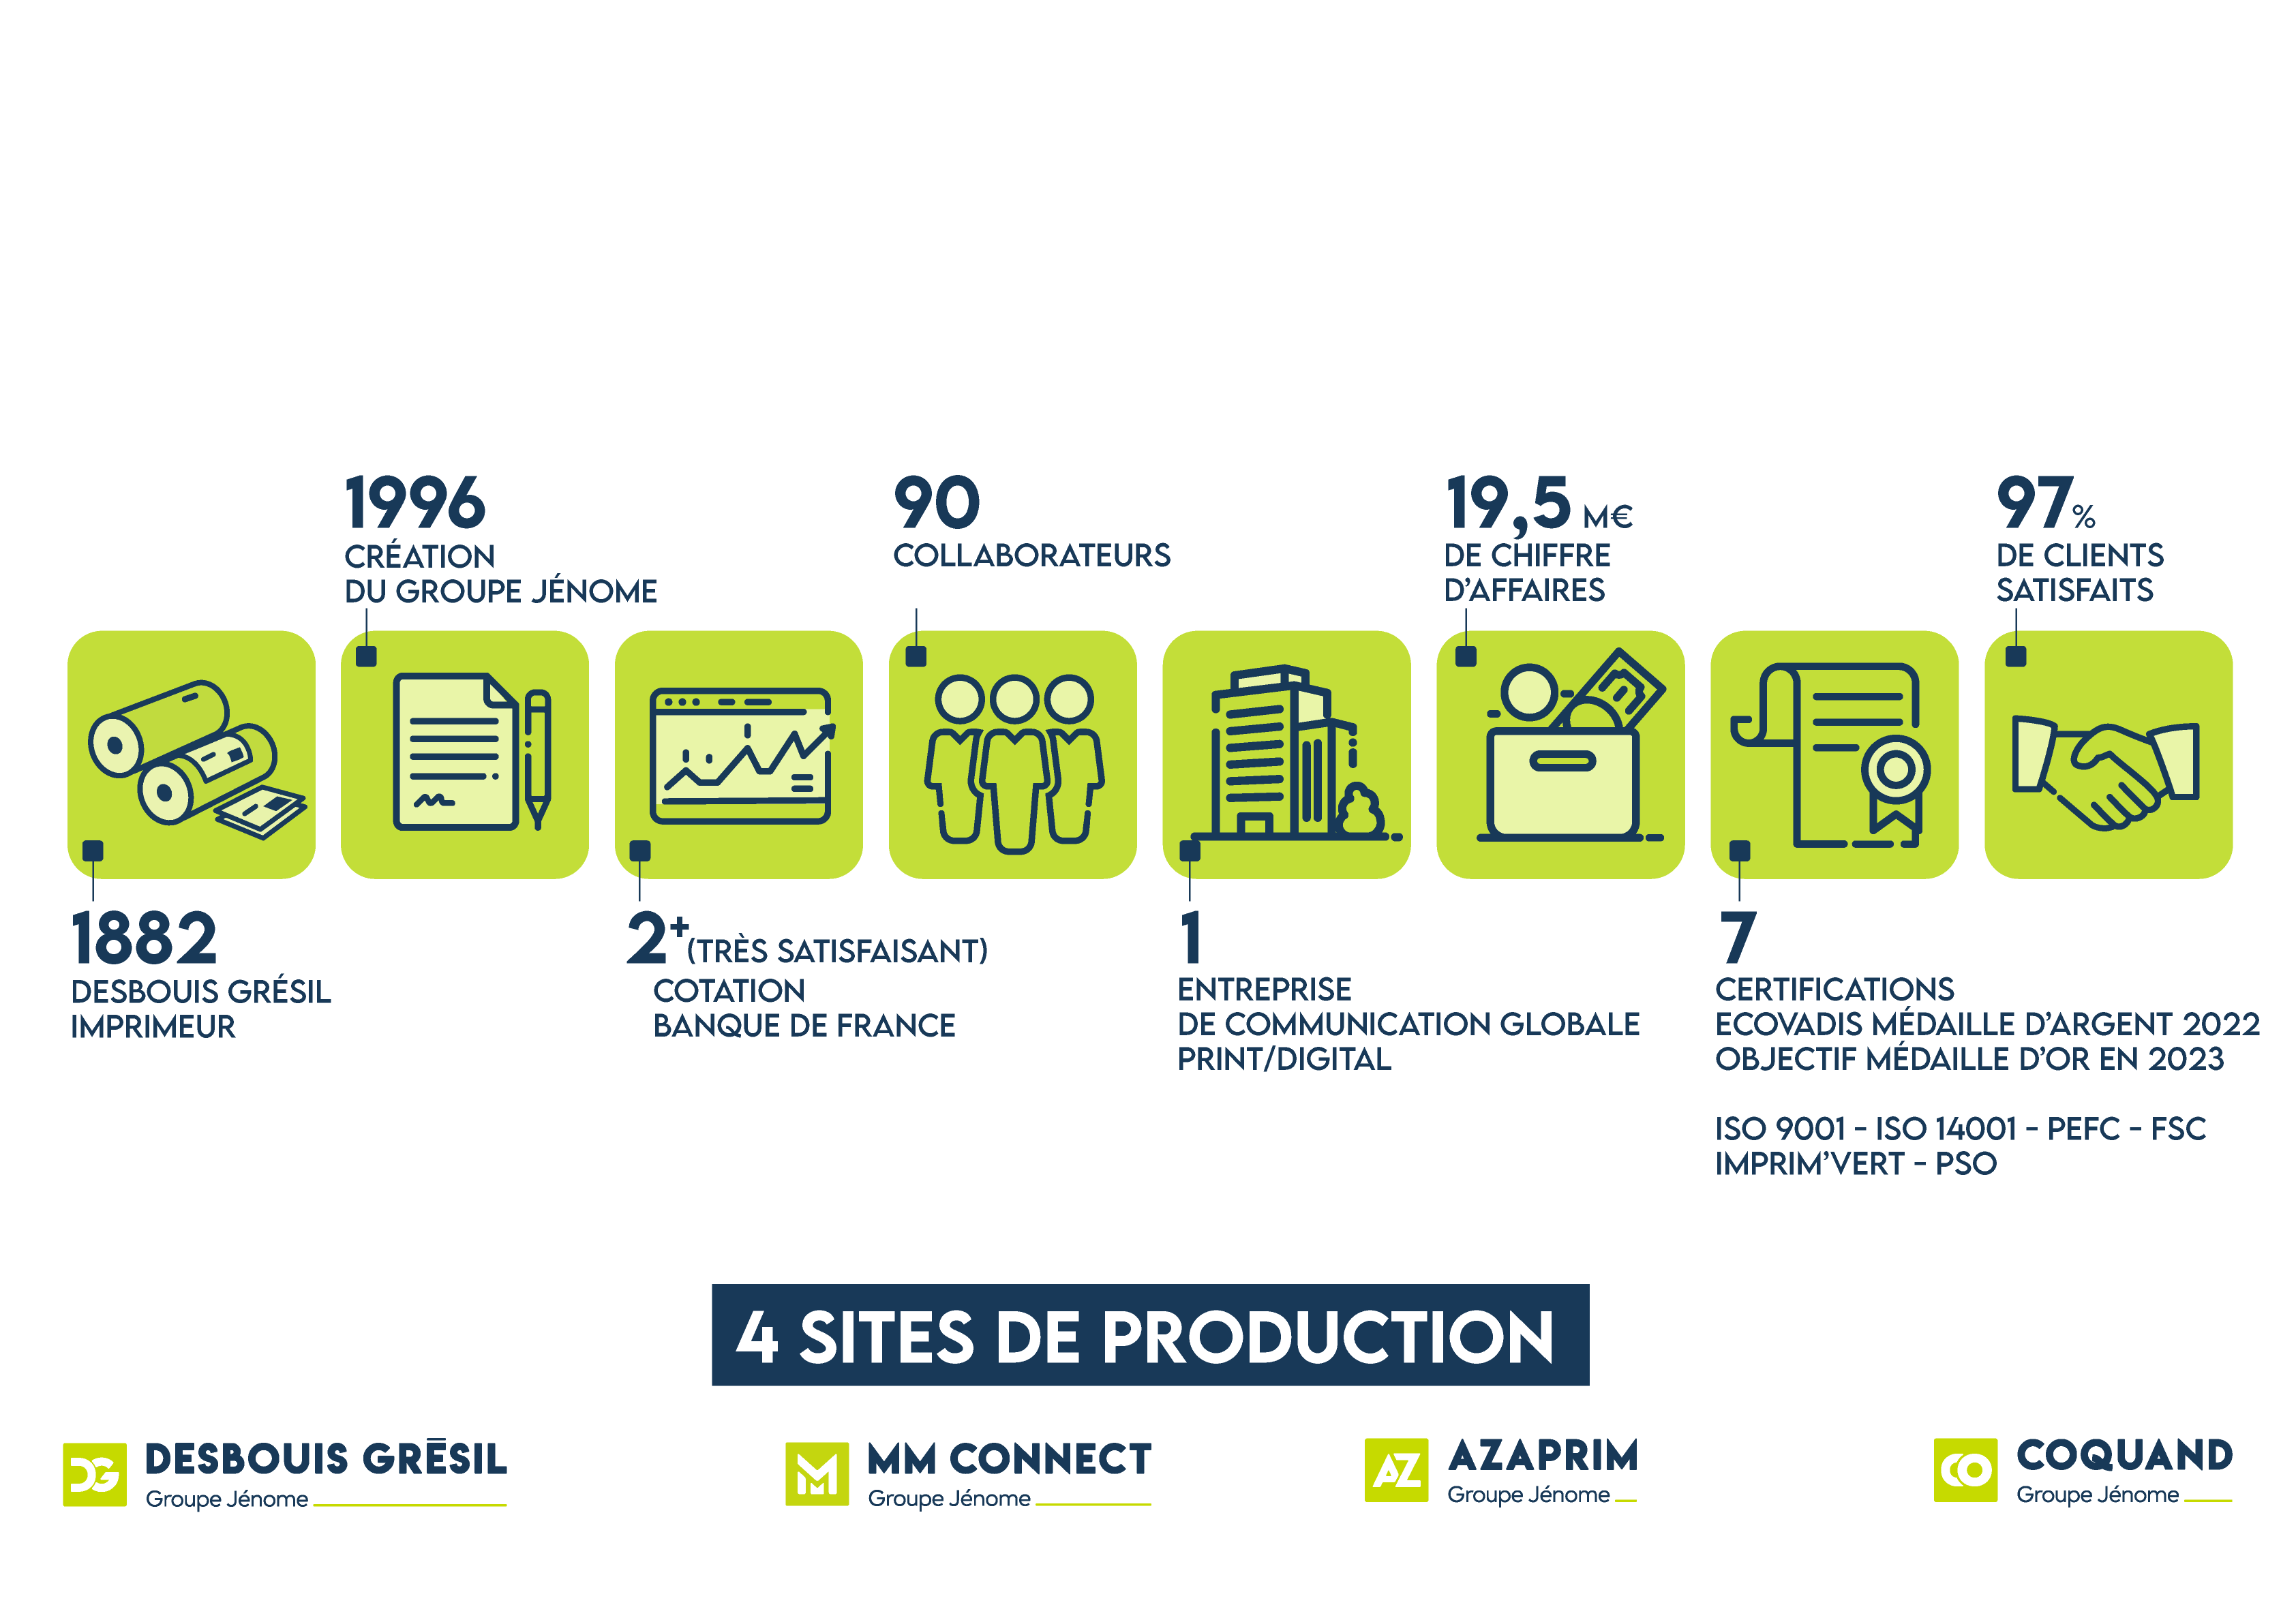 1996
CRÉATION
DU GROUPE JÉNOME
90
COLLABORATEURS
19,5 M€
DE CHIFFRE
D'AFFAIRES
97%
DE CLIENTS
SATISFAITS
1882
DESBOUIS GRÉSIL
IMPRIMEUR
2+(TRÈS SATISFAISANT)
COTATION
BANQUE DE FRANCE
1
ENTREPRISE
DE COMMUNICATION GLOBALE
PRINT/DIGITAL
7
CERTIFICATIONS
ECOVADIS MÉDAILLE D'ARGENT 2022
OBJECTIF MÉDAILLE D'OR EN 2023
ISO 9001 - ISO 14001 - PEFC - FSC
IMPRIM'VERT - PSO
4 SITES DE PRODUCTION
DG DESBOUIS GRĒSIL
Groupe Jénome
M MM CONNECT
Groupe Jénome
AZ AZAPRIM
Groupe Jénome
CO COQUAND
Groupe Jénome